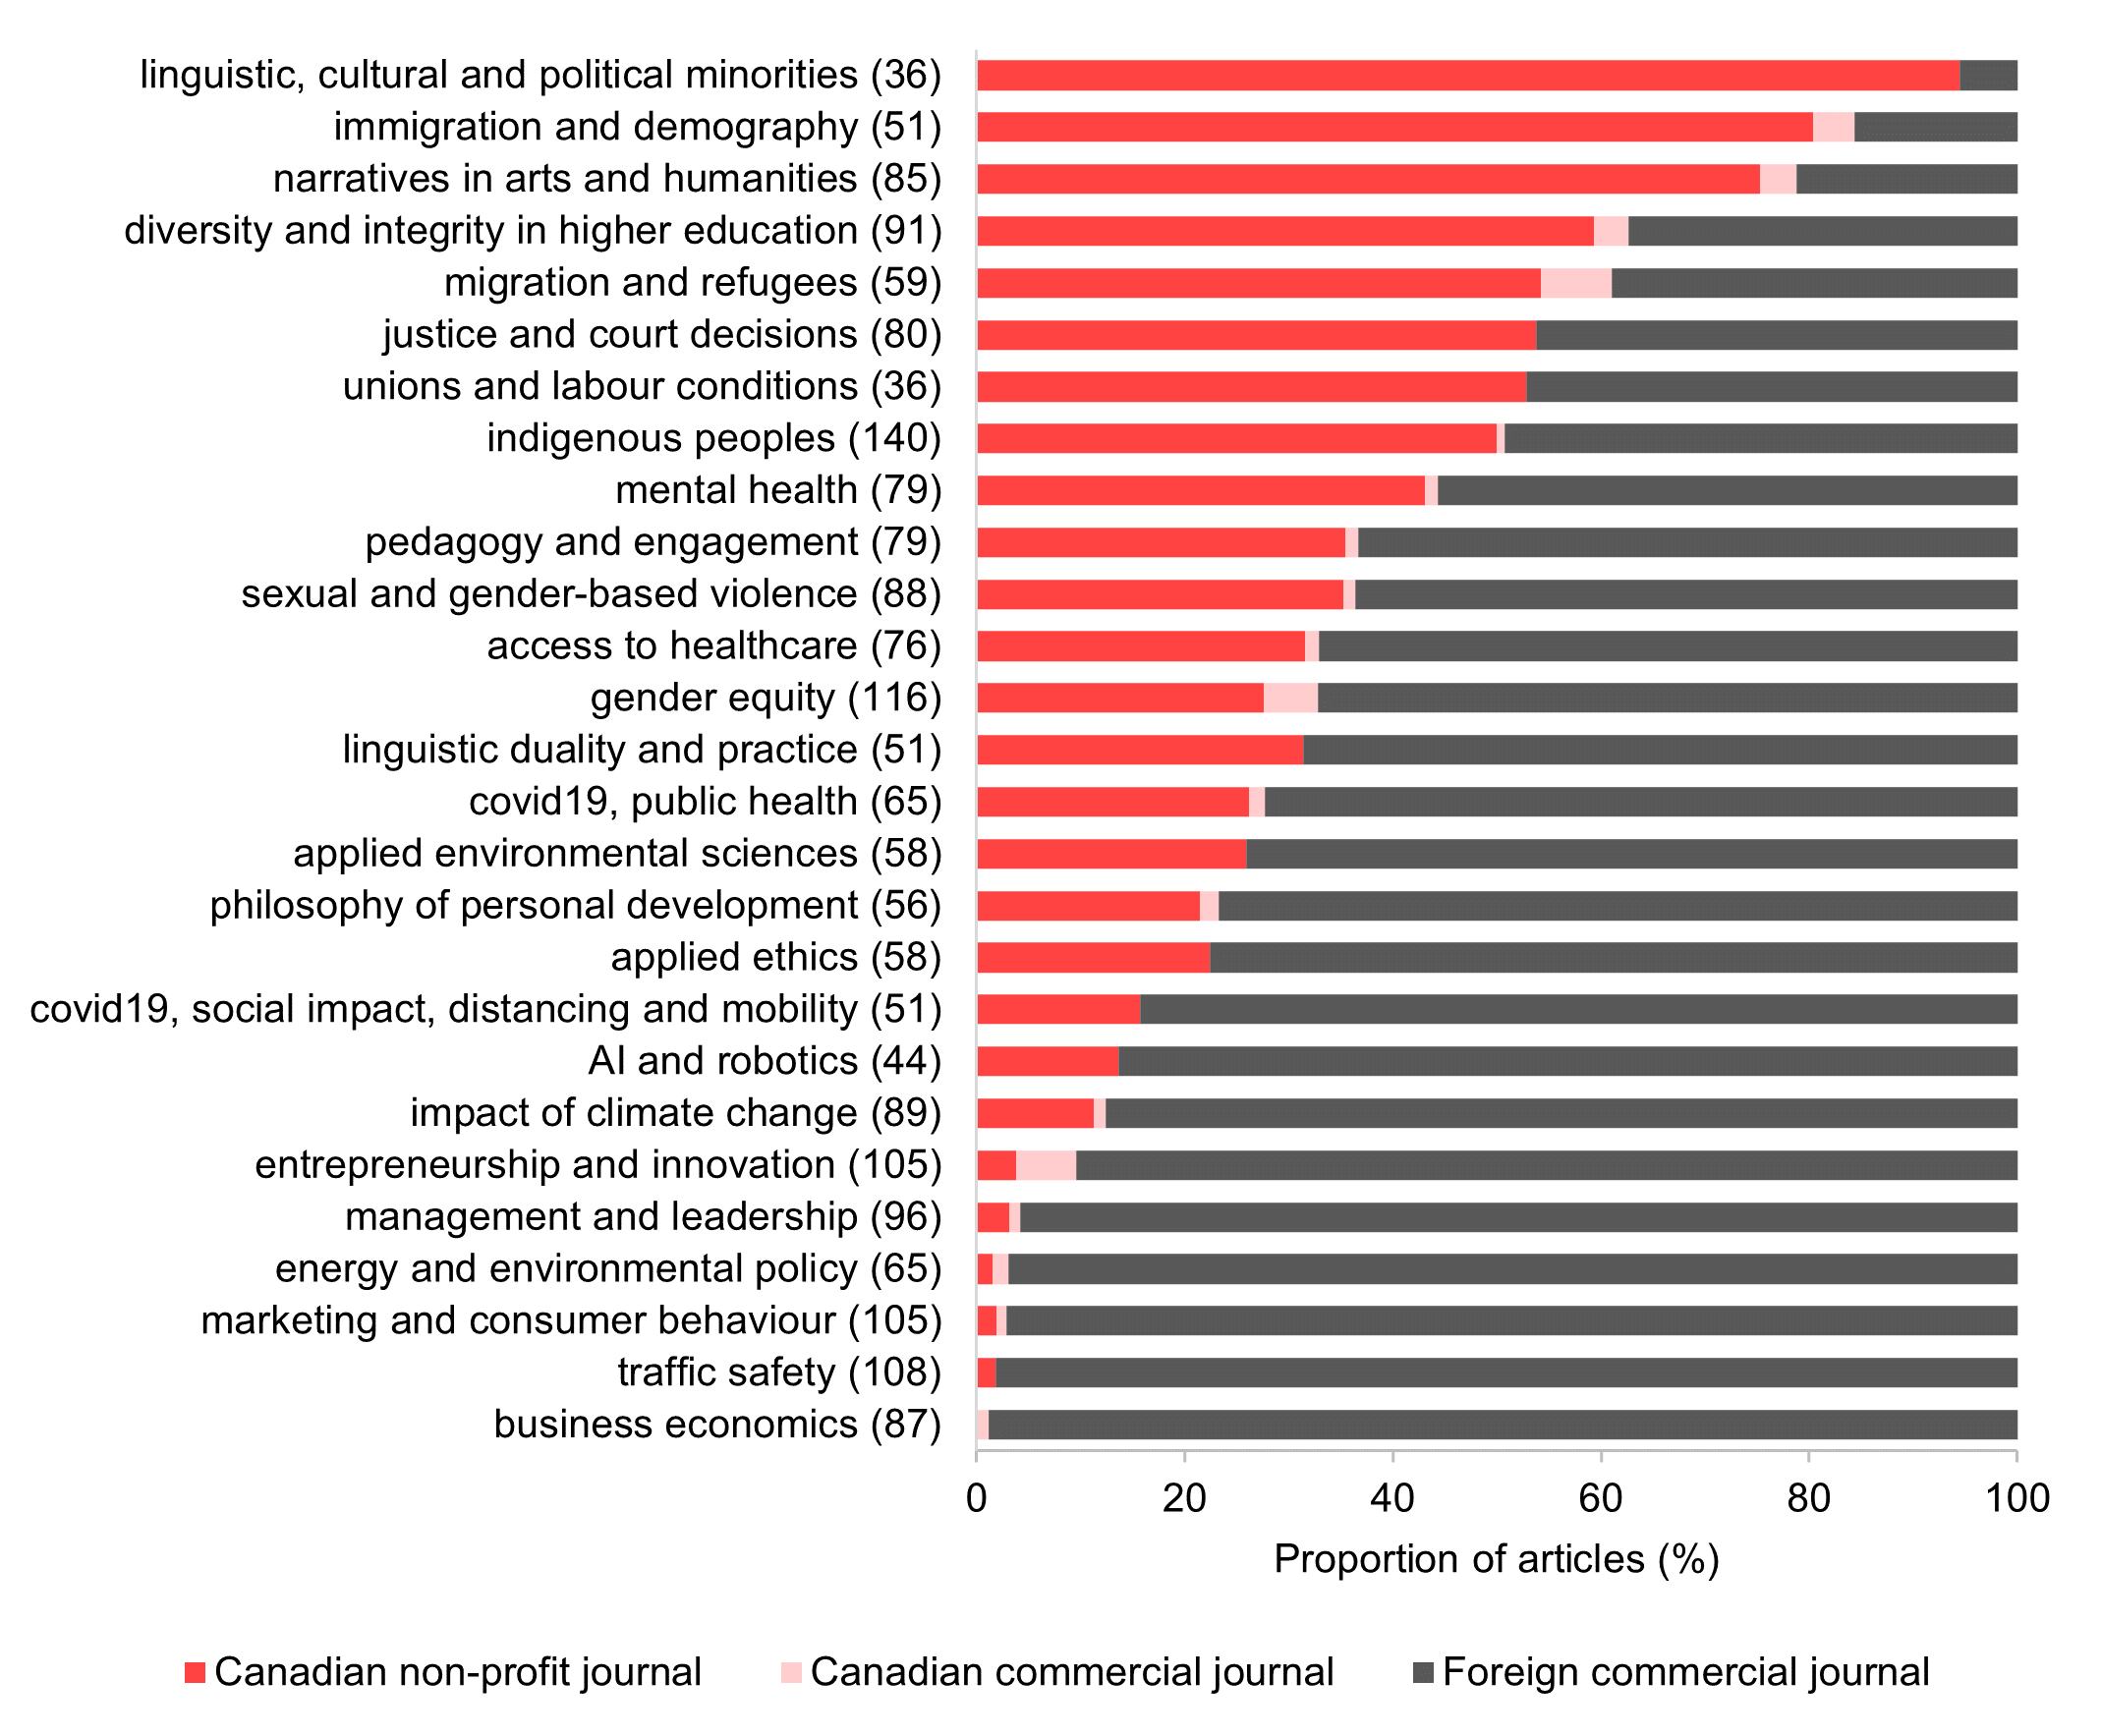 linguistic, cultural and political minorities (36)
immigration and demography (51)
narratives in arts and humanities (85)
diversity and integrity in higher education (91)
migration and refugees (59)
justice and court decisions (80)
unions and labour conditions (36)
indigenous peoples (140)
mental health (79)
pedagogy and engagement (79)
sexual and gender-based violence (88)
access to healthcare (76)
gender equity (116)
linguistic duality and practice (51)
covid19, public health (65)
applied environmental sciences (58)
philosophy of personal development (56)
applied ethics (58)
covid19, social impact, distancing and mobility (51)
AI and robotics (44)
impact of climate change (89)
entrepreneurship and innovation (105)
management and leadership (96)
energy and environmental policy (65)
marketing and consumer behaviour (105)
traffic safety (108)
business economics (87)
0 20 40 60 80 100
Proportion of articles (%)
Canadian non-profit journal Canadian commercial journal Foreign commercial journal